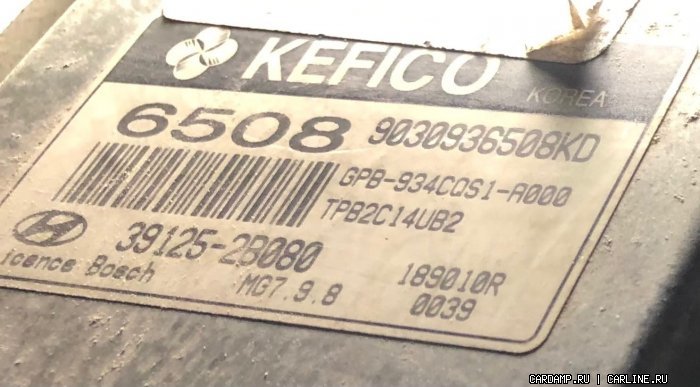 KEFICO
KOREA
6508 9030936508KD
GPB-934CQS1-A000
TPB2C14UB2
39125-2B080
icence Bosch MG7.9.8
189010R
0039
CARDAMP.RU | CARLINE.RU